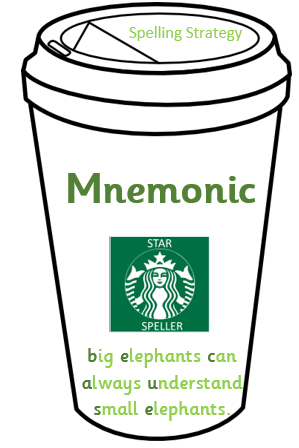 Spelling Strategy
Mnemonic
STAR
SPELLER
big elephants can
always understand
small elephants.